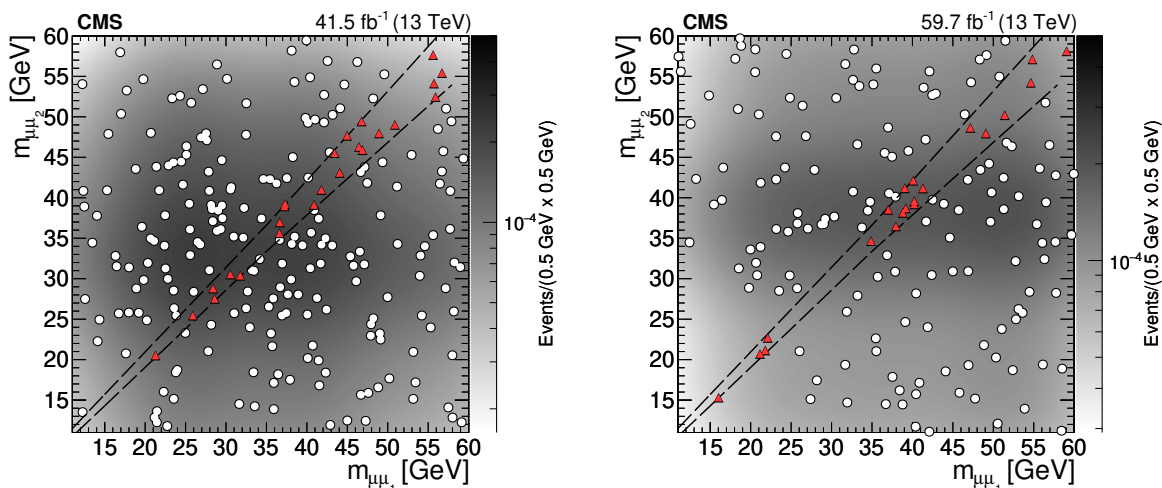 CMS 41.5 fb⁻¹ (13 TeV)
m_μμ₂ [GeV]
60
55
50
45
40
35
30
25
20
15
15 20 25 30 35 40 45 50 55 60
m_μμ₁ [GeV]
10⁻⁴
Events/(0.5 GeV x 0.5 GeV)
CMS 59.7 fb⁻¹ (13 TeV)
m_μμ₂ [GeV]
60
55
50
45
40
35
30
25
20
15
15 20 25 30 35 40 45 50 55 60
m_μμ₁ [GeV]
10⁻⁴
Events/(0.5 GeV x 0.5 GeV)